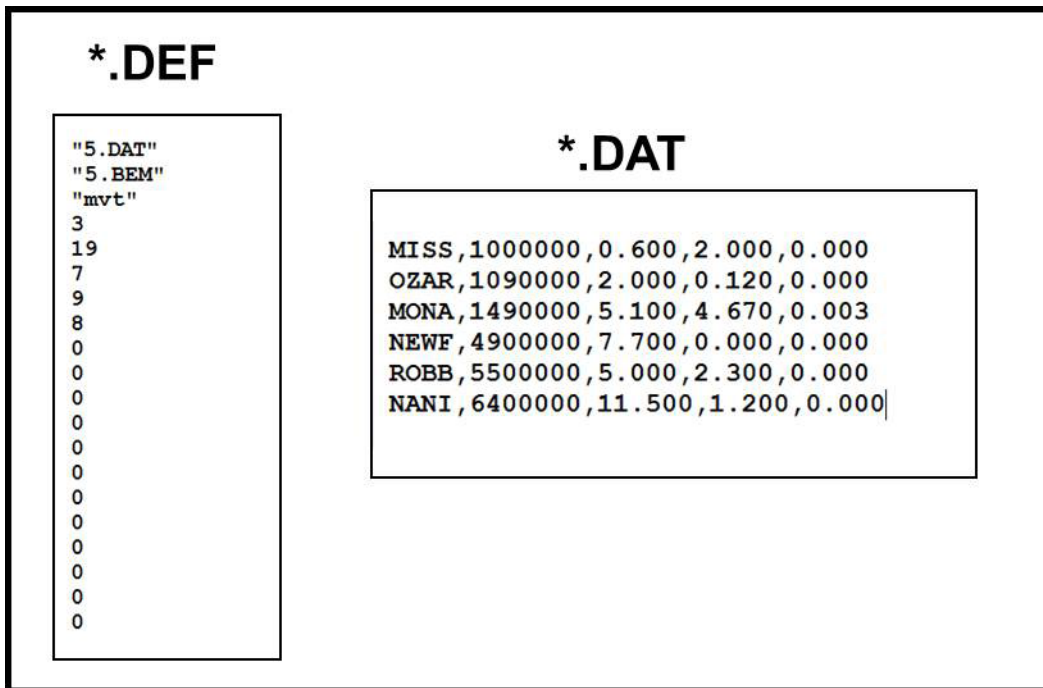 *.DEF
"5.DAT"
"5.BEM"
"mvt"
3
19
7
9
8
0
0
0
0
0
0
0
0
0
0
0
0
*.DAT
MISS,1000000,0.600,2.000,0.000
OZAR,1090000,2.000,0.120,0.000
MONA,1490000,5.100,4.670,0.003
NEWF,4900000,7.700,0.000,0.000
ROBB,5500000,5.000,2.300,0.000
NANI,6400000,11.500,1.200,0.000